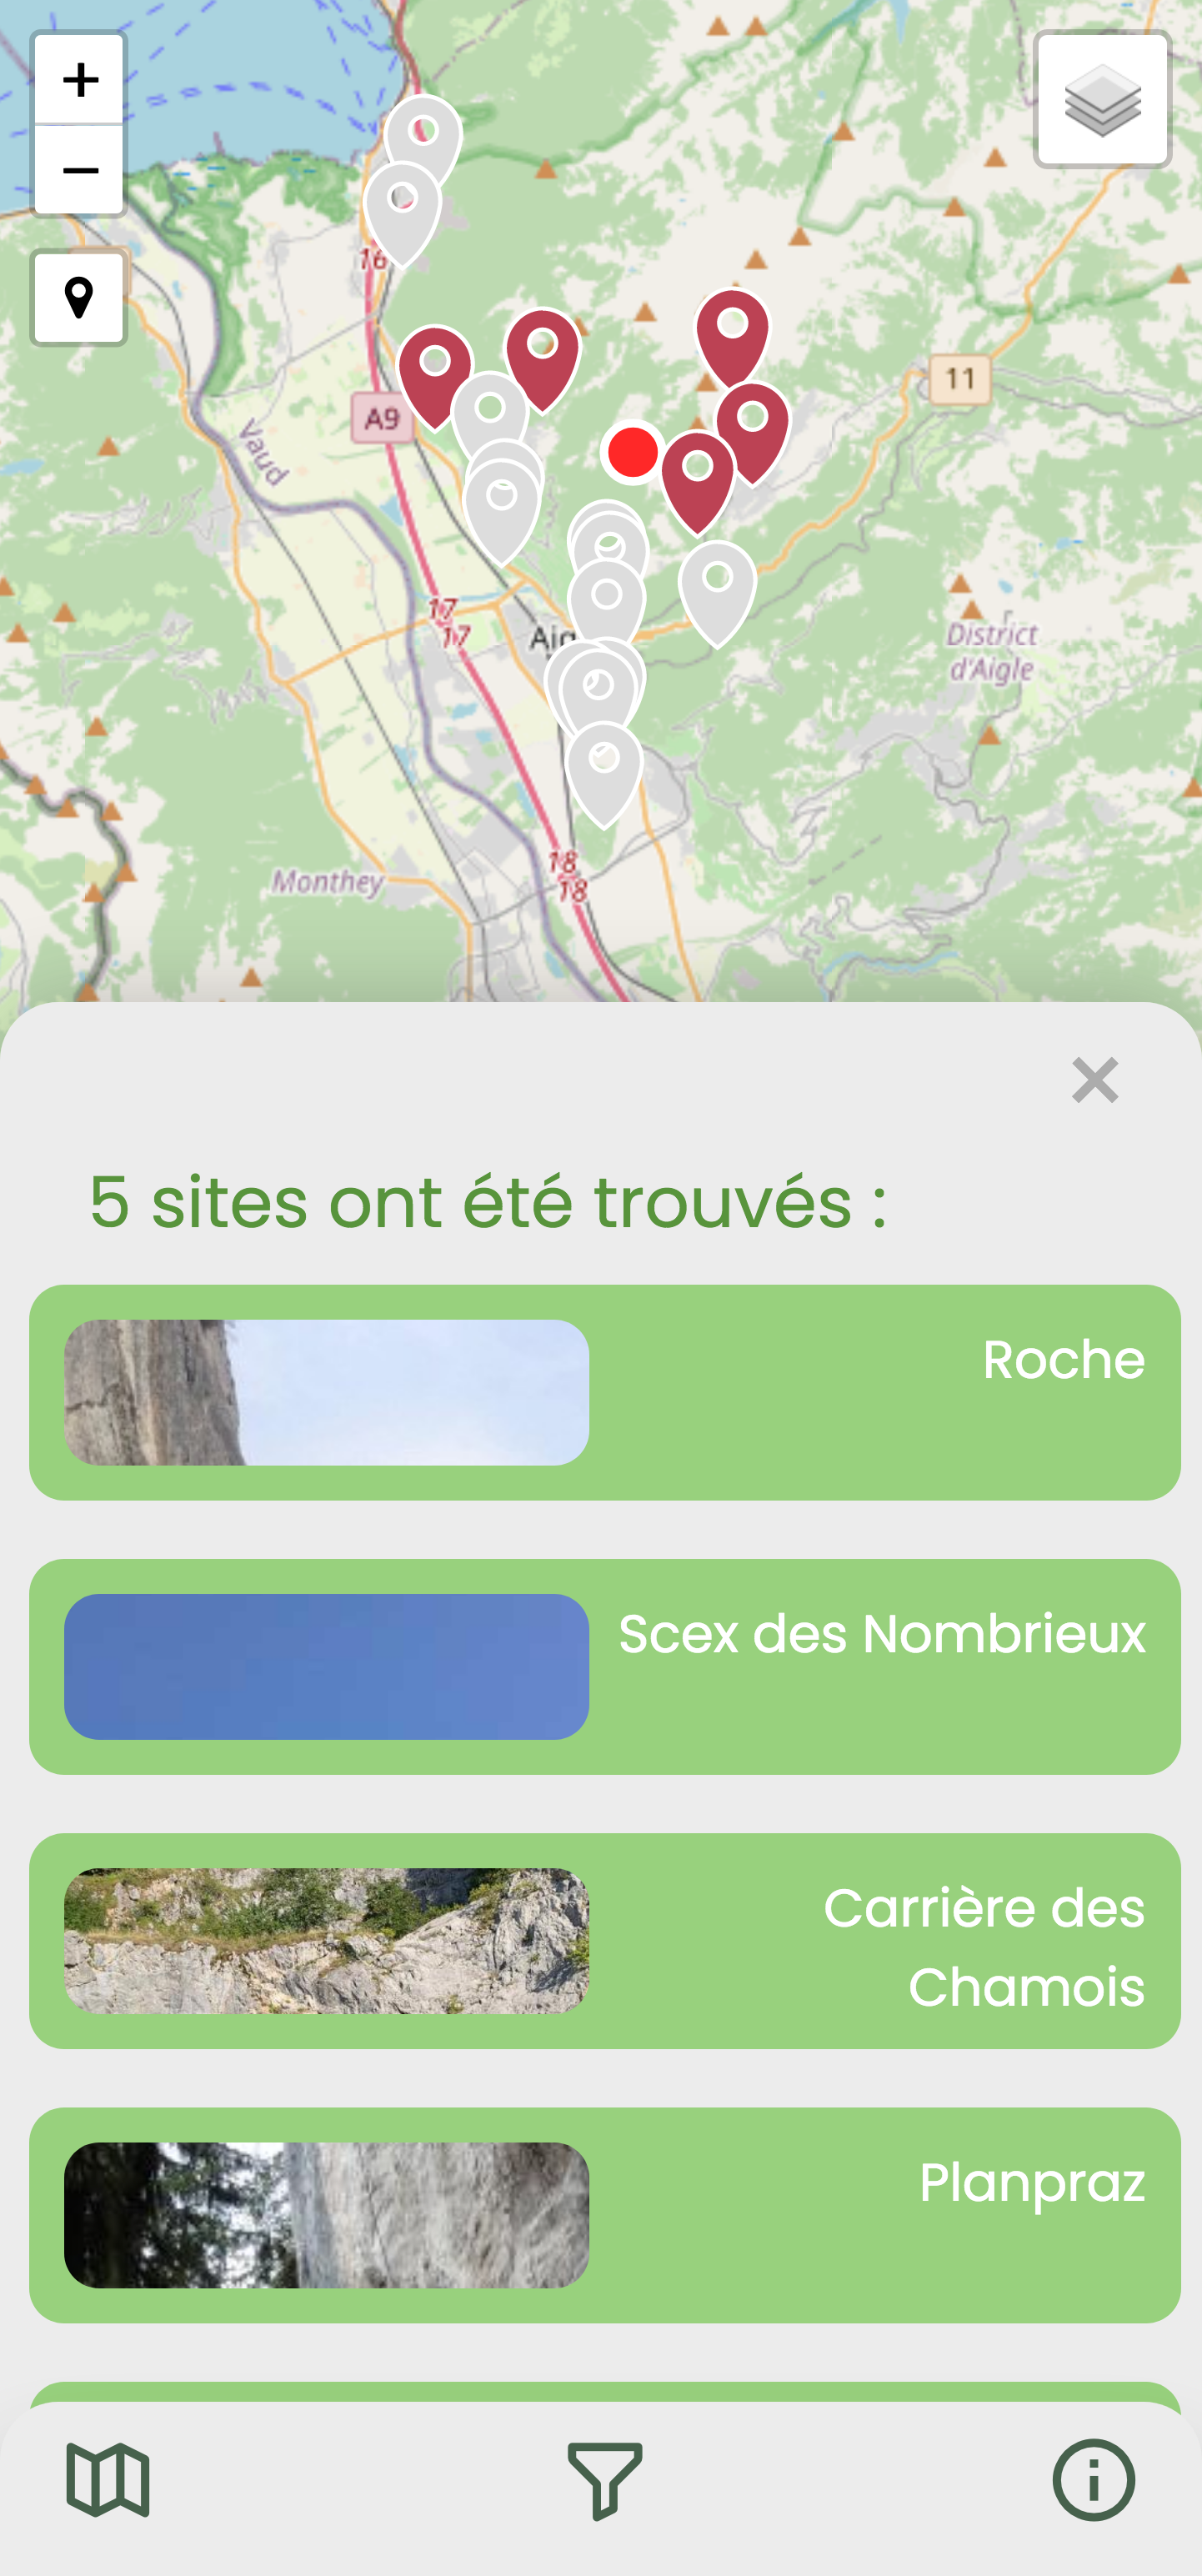 +
−
16
11
A9
Vaud
17
17
Aig
District
d'Aigle
18
18
Monthey
×
5 sites ont été trouvés :
Roche
Scex des Nombrieux
Carrière des
Chamois
Planpraz